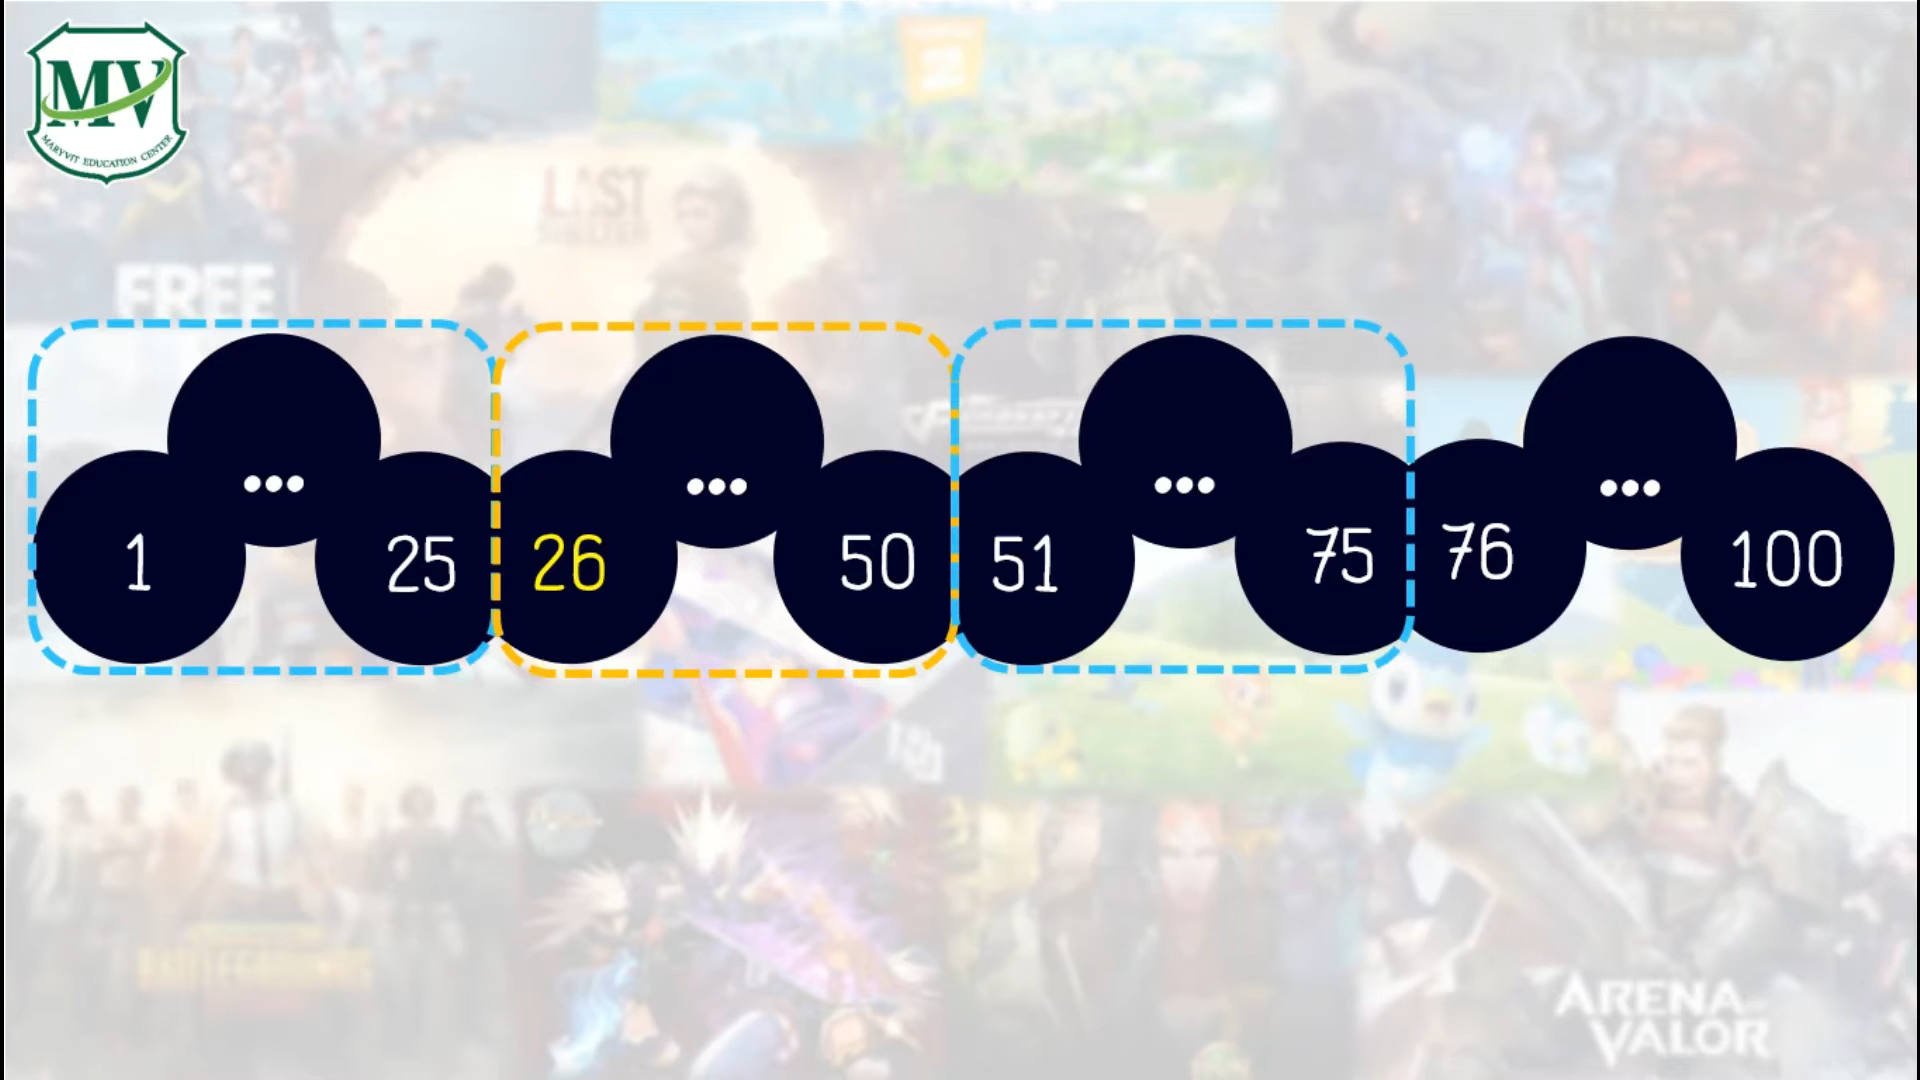 MV
MARYVIT EDUCATION CENTER
LAST
FREE
...
...
...
...
1
25
26
50
51
75
76
100
ARENA
VALOR